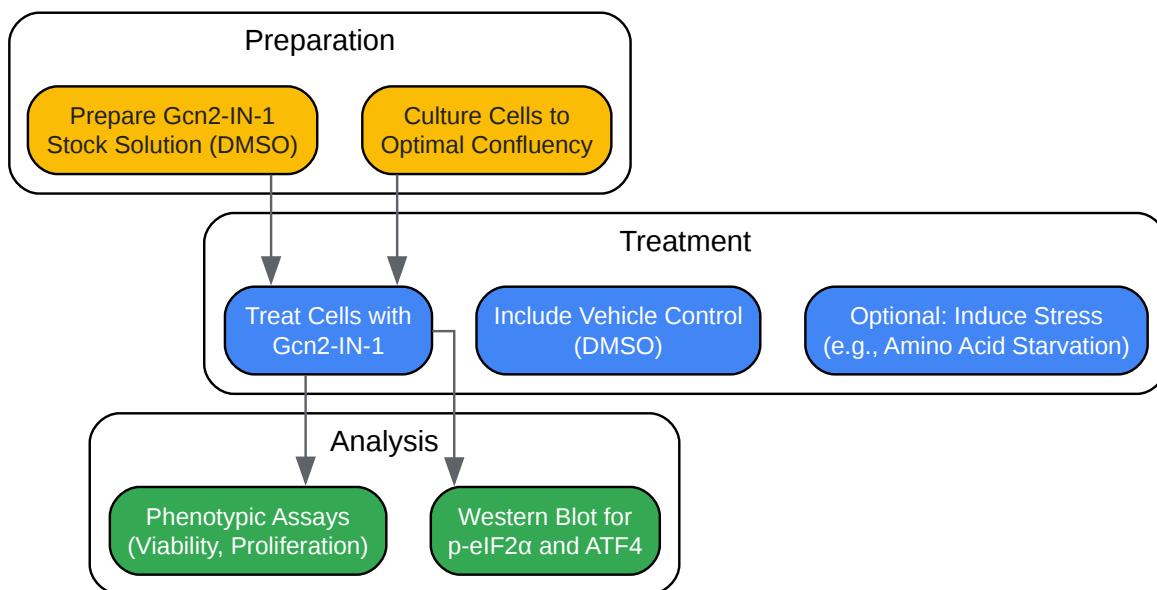 Preparation
Prepare Gcn2-IN-1
Stock Solution (DMSO)
Culture Cells to
Optimal Confluency
Treatment
Treat Cells with
Gcn2-IN-1
Include Vehicle Control
(DMSO)
Optional: Induce Stress
(e.g., Amino Acid Starvation)
Analysis
Phenotypic Assays
(Viability, Proliferation)
Western Blot for
p-eIF2α and ATF4